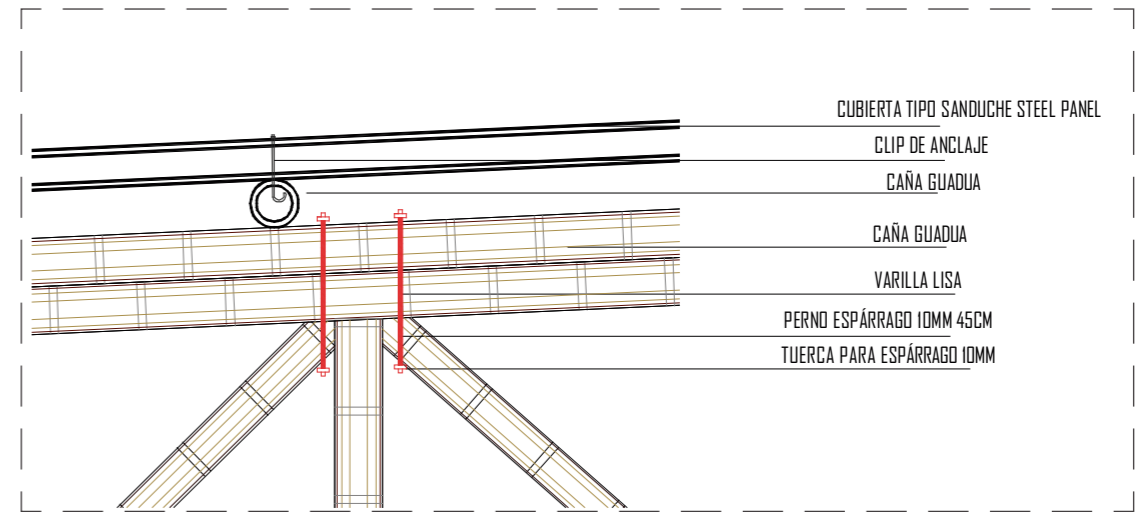 CUBIERTA TIPO SANDUCHE STEEL PANEL
CLIP DE ANCLAJE
CAÑA GUADUA
CAÑA GUADUA
VARILLA LISA
PERNO ESPÁRRAGO 10MM 45CM
TUERCA PARA ESPÁRRAGO 10MM